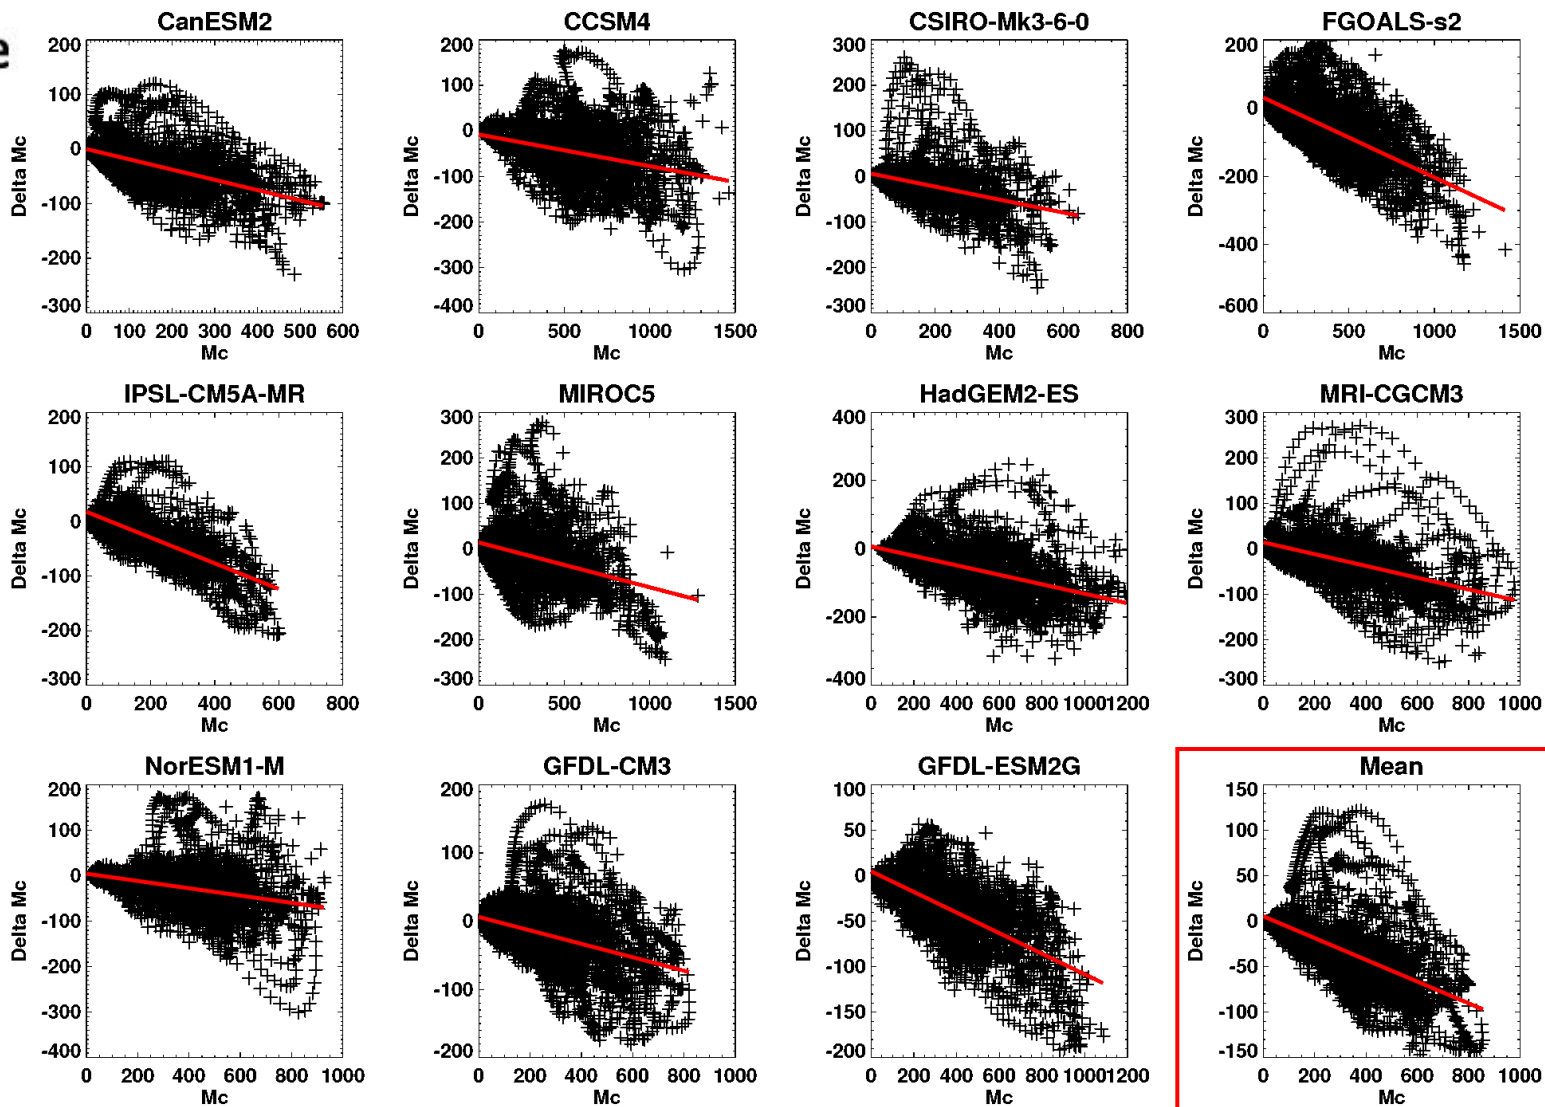 e
CanESM2
CCSM4
CSIRO-Mk3-6-0
FGOALS-s2
200
100
0
-100
-200
-300
Delta Mc
0 100 200 300 400 500 600
Mc
200
100
0
-100
-200
-300
-400
Delta Mc
0 500 1000 1500
Mc
300
200
100
0
-100
-200
-300
Delta Mc
0 200 400 600 800
Mc
200
0
-200
-400
-600
Delta Mc
0 500 1000 1500
Mc
IPSL-CM5A-MR
MIROC5
HadGEM2-ES
MRI-CGCM3
200
100
0
-100
-200
-300
Delta Mc
0 200 400 600 800
Mc
300
200
100
0
-100
-200
-300
Delta Mc
0 500 1000 1500
Mc
400
200
0
-200
-400
Delta Mc
0 200 400 600 800 1000 1200
Mc
300
200
100
0
-100
-200
-300
Delta Mc
0 200 400 600 800 1000
Mc
NorESM1-M
GFDL-CM3
GFDL-ESM2G
Mean
200
100
0
-100
-200
-300
-400
Delta Mc
0 200 400 600 800 1000
Mc
200
100
0
-100
-200
Delta Mc
0 200 400 600 800 1000
Mc
100
50
0
-50
-100
-150
-200
Delta Mc
0 200 400 600 800 1000 1200
Mc
150
100
50
0
-50
-100
-150
Delta Mc
0 200 400 600 800 1000
Mc